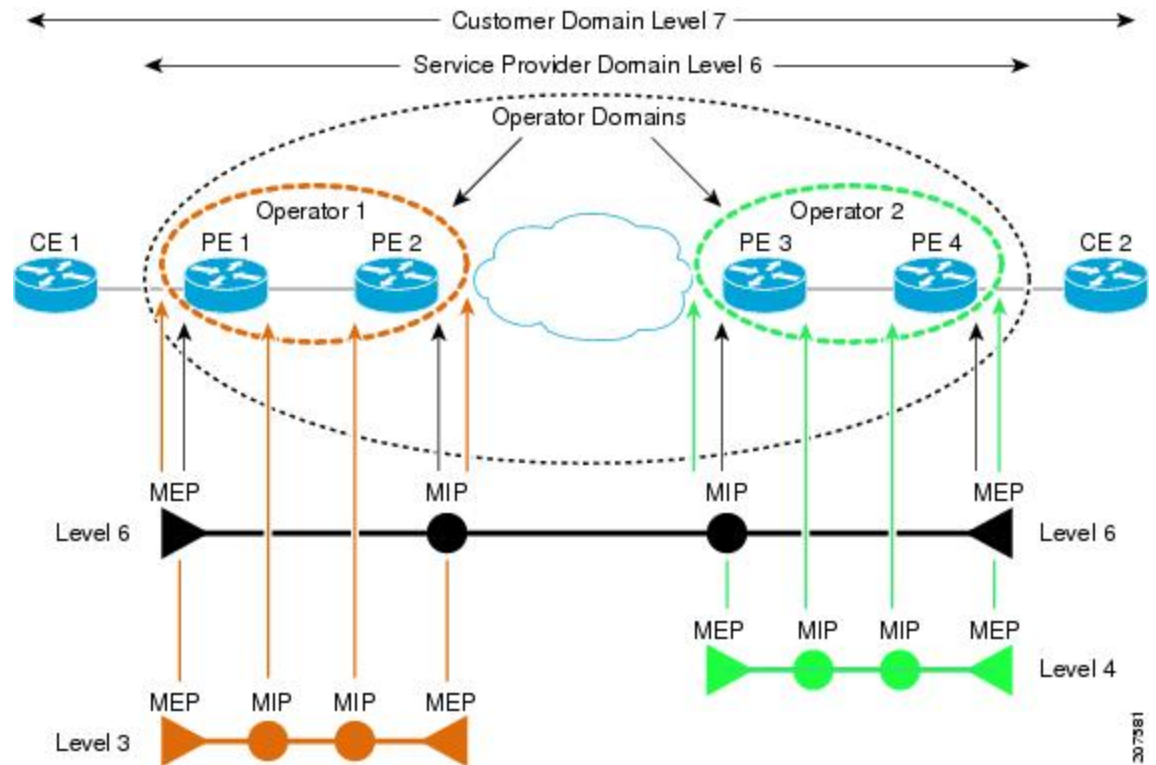 Customer Domain Level 7
Service Provider Domain Level 6
Operator Domains
Operator 1
Operator 2
CE 1
PE 1
PE 2
PE 3
PE 4
CE 2
MEP
MIP
MIP
MEP
Level 6
Level 6
MEP
MIP
MIP
MEP
Level 4
MEP
MIP
MIP
MEP
Level 3
207581